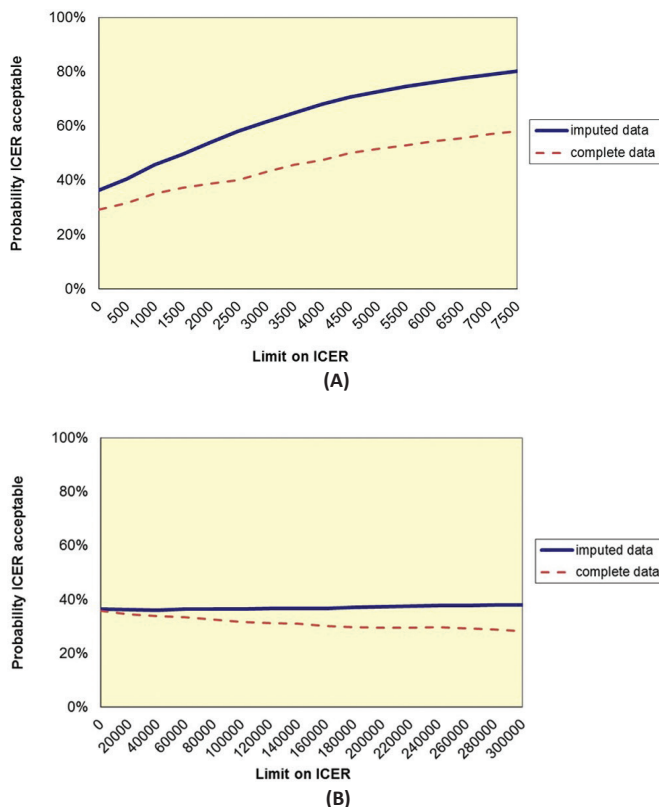 100%
80%
60%
40%
20%
0%
Probability ICER acceptable
0 500 1000 1500 2000 2500 3000 3500 4000 4500 5000 5500 6000 6500 7000 7500
Limit on ICER
imputed data
complete data
(A)
100%
80%
60%
40%
20%
0%
Probability ICER acceptable
0 20000 40000 60000 80000 100000 120000 140000 160000 180000 200000 220000 240000 260000 280000 300000
Limit on ICER
imputed data
complete data
(B)